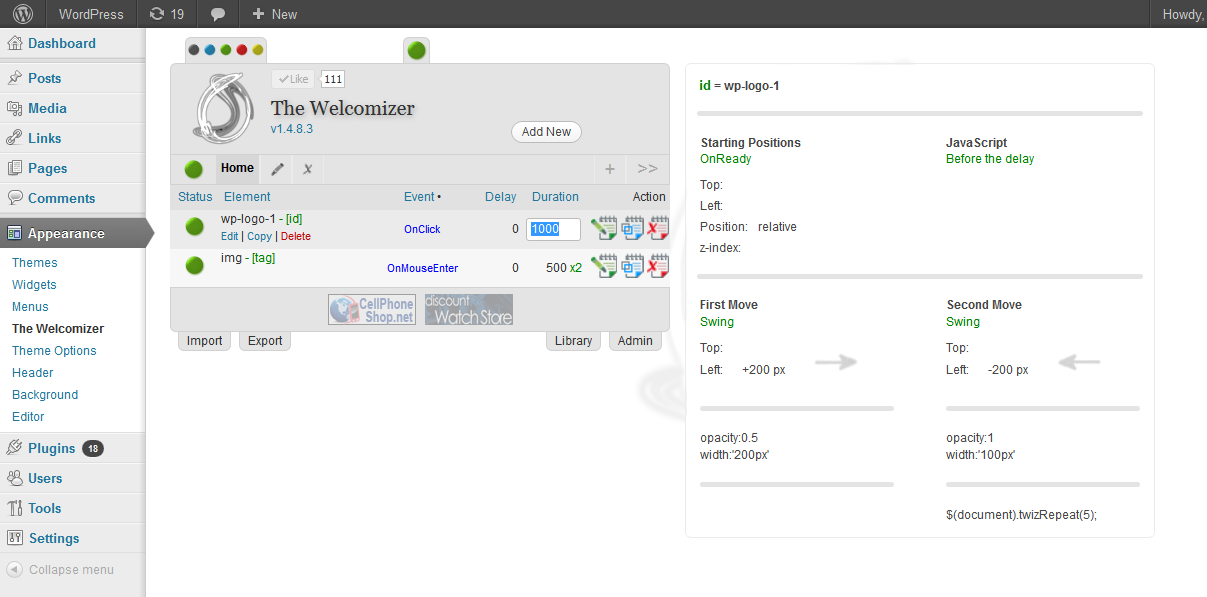 WordPress 19 + New Howdy,
Dashboard
Posts
Media
Links
Pages
Comments
Appearance
Themes
Widgets
Menus
The Welcomizer
Theme Options
Header
Background
Editor
Plugins 18
Users
Tools
Settings
Collapse menu
Like 111
The Welcomizer
v1.4.8.3
Add New
Home x + >>
Status Element Event • Delay Duration Action
wp-logo-1 - [id] OnClick 0 1000
Edit | Copy | Delete
img - [tag] OnMouseEnter 0 500 x2
CellPhone
Shop.net
discount
Watch Store
Import Export Library Admin
id = wp-logo-1
Starting Positions JavaScript
OnReady Before the delay
Top:
Left:
Position: relative
z-index:
First Move Second Move
Swing Swing
Top: Top:
Left: +200 px Left: -200 px
opacity:0.5 opacity:1
width:'200px' width:'100px'
$(document).twizRepeat(5);